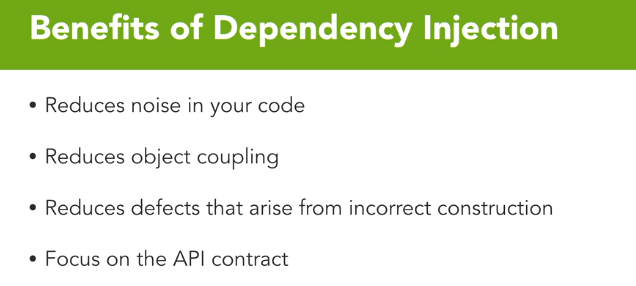 Benefits of Dependency Injection
• Reduces noise in your code
• Reduces object coupling
• Reduces defects that arise from incorrect construction
• Focus on the API contract